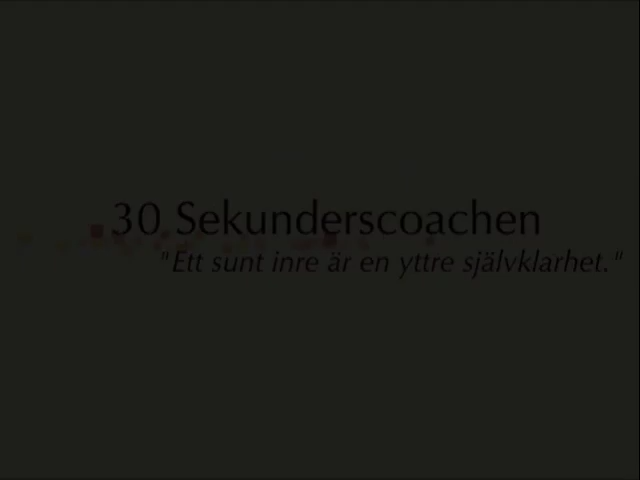 30 Sekunderscoachen
"Ett sunt inre är en yttre självklarhet."